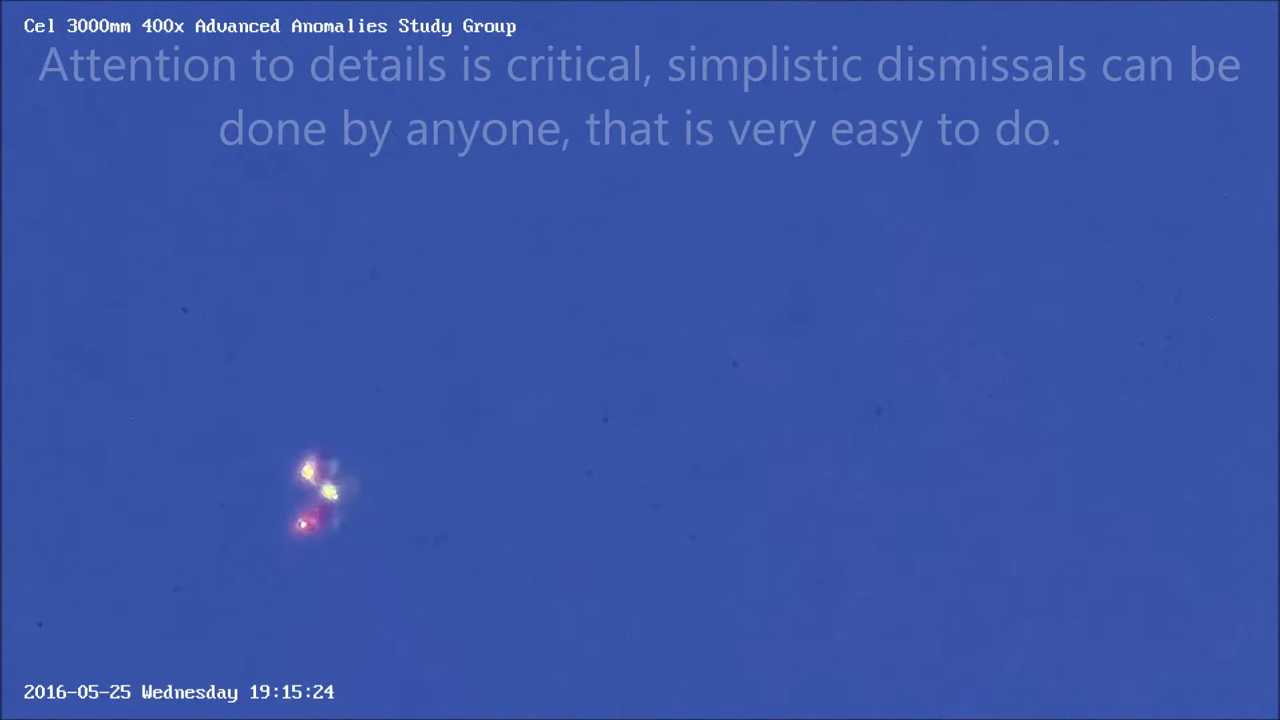 Cel 3000mm 400x Advanced Anomalies Study Group
Attention to details is critical, simplistic dismissals can be
done by anyone, that is very easy to do.
2016-05-25 Wednesday 19:15:24